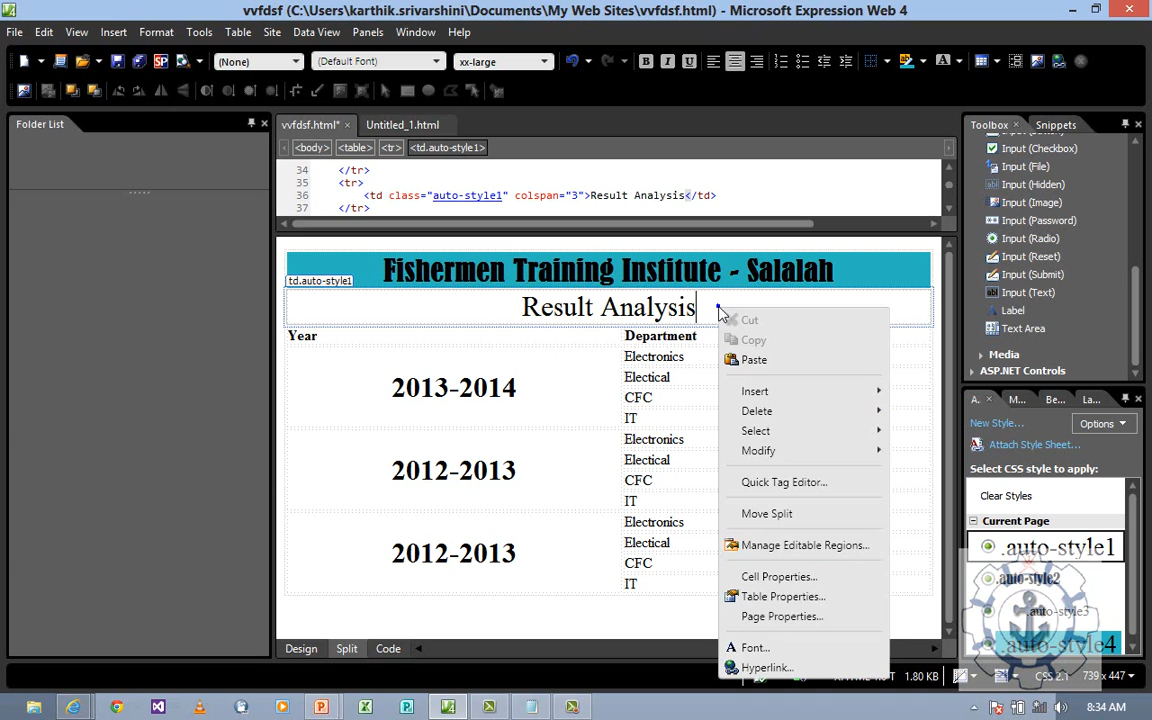 vvfdsf (C:\Users\karthik.srivarshini\Documents\My Web Sites\vvfdsf.html) - Microsoft Expression Web 4
File Edit View Insert Format Tools Table Site Data View Panels Window Help
(None) (Default Font) xx-large B I U A
Folder List
vvfdsf.html* Untitled_1.html
<body> <table> <tr> <td.auto-style1>
34 </tr>
35 <tr>
36 <td class="auto-style1" colspan="3">Result Analysis</td>
37 </tr>
Fishermen Training Institute - Salalah
td.auto-style1
Result Analysis
Year Department
2013-2014
Electronics
Electical
CFC
IT
2012-2013
Electronics
Electical
CFC
IT
2012-2013
Electronics
Electical
CFC
IT
Cut
Copy
Paste
Insert
Delete
Select
Modify
Quick Tag Editor...
Move Split
Manage Editable Regions...
Cell Properties...
Table Properties...
Page Properties...
Font...
Hyperlink...
Toolbox Snippets
Input (Checkbox)
Input (File)
Input (Hidden)
Input (Image)
Input (Password)
Input (Radio)
Input (Reset)
Input (Submit)
Input (Text)
Label
Text Area
Media
ASP.NET Controls
A... M... Be... La...
New Style... Options
Attach Style Sheet...
Select CSS style to apply:
Clear Styles
Current Page
.auto-style1
.auto-style2
.auto-style3
.auto-style4
Design Split Code
1.80 KB CSS 2.1 739 x 447
8:34 AM